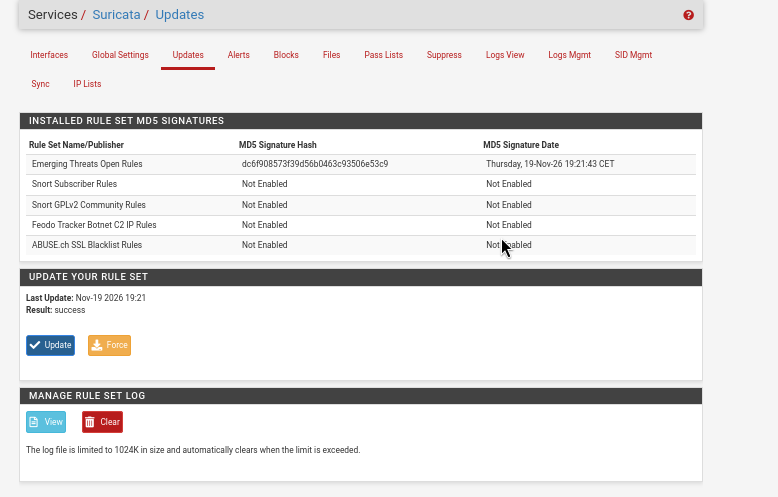 Services / Suricata / Updates
Interfaces Global Settings Updates Alerts Blocks Files Pass Lists Suppress Logs View Logs Mgmt SID Mgmt
Sync IP Lists
INSTALLED RULE SET MD5 SIGNATURES
Rule Set Name/Publisher MD5 Signature Hash MD5 Signature Date
Emerging Threats Open Rules dc6f908573f39d56b0463c93506e53c9 Thursday, 19-Nov-26 19:21:43 CET
Snort Subscriber Rules Not Enabled Not Enabled
Snort GPLv2 Community Rules Not Enabled Not Enabled
Feodo Tracker Botnet C2 IP Rules Not Enabled Not Enabled
ABUSE.ch SSL Blacklist Rules Not Enabled Not Enabled
UPDATE YOUR RULE SET
Last Update: Nov-19 2026 19:21
Result: success
Update Force
MANAGE RULE SET LOG
View Clear
The log file is limited to 1024K in size and automatically clears when the limit is exceeded.